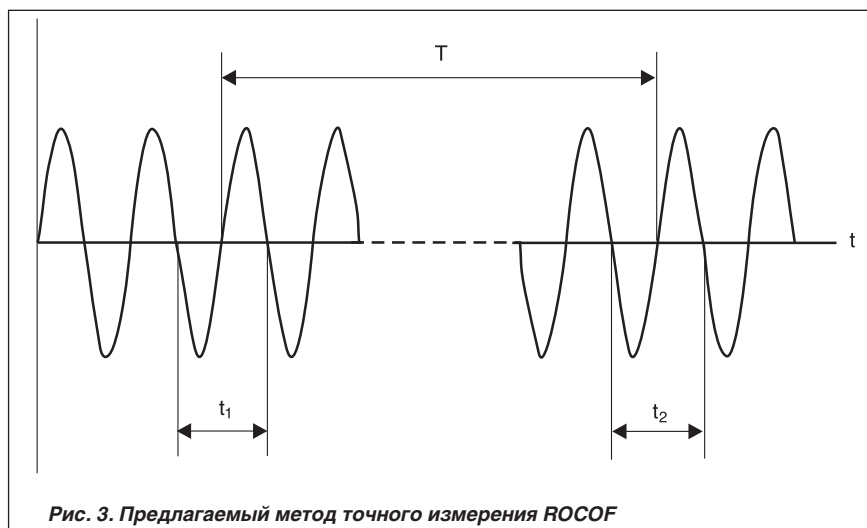 T
t
t₁
t₂
Рис. 3. Предлагаемый метод точного измерения ROCOF